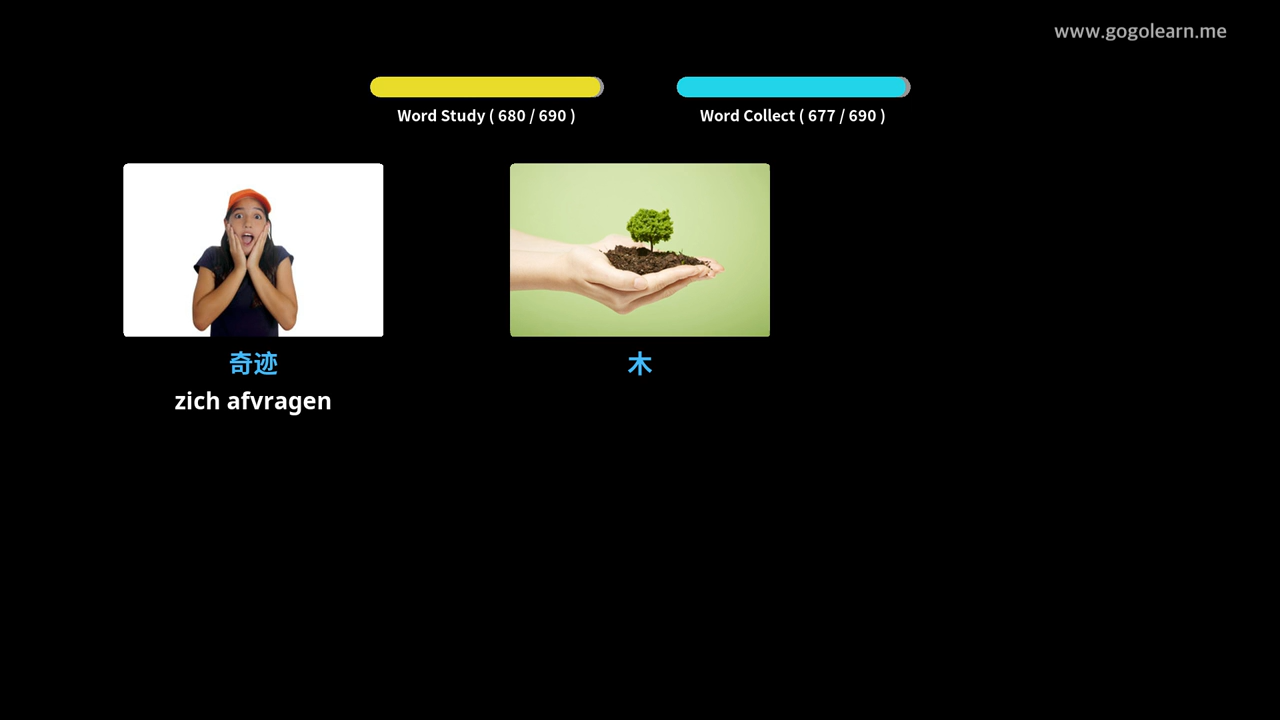 www.gogolearn.me
Word Study ( 680 / 690 )
Word Collect ( 677 / 690 )
奇迹
zich afvragen
木